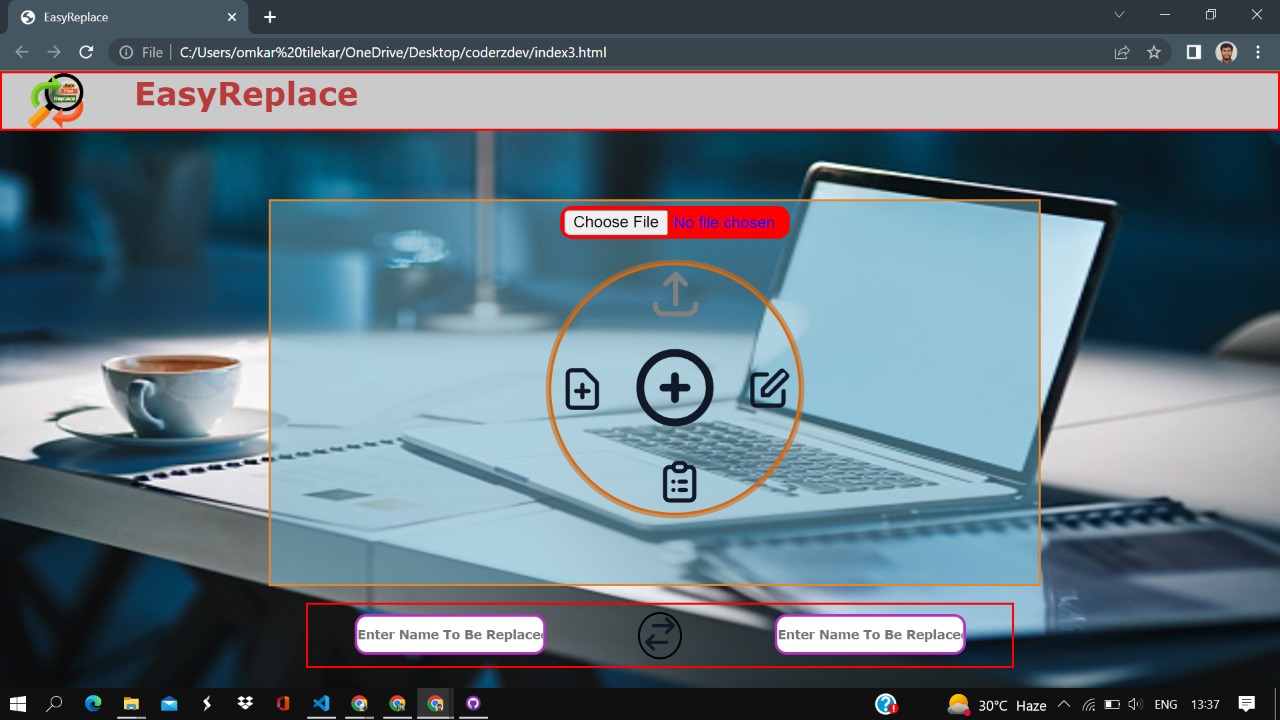 EasyReplace
File
C:/Users/omkar%20tilekar/OneDrive/Desktop/coderzdev/index3.html
Replace
EasyReplace
Choose File No file chosen
Enter Name To Be Replaced
Enter Name To Be Replaced
30°C Haze
ENG
13:37